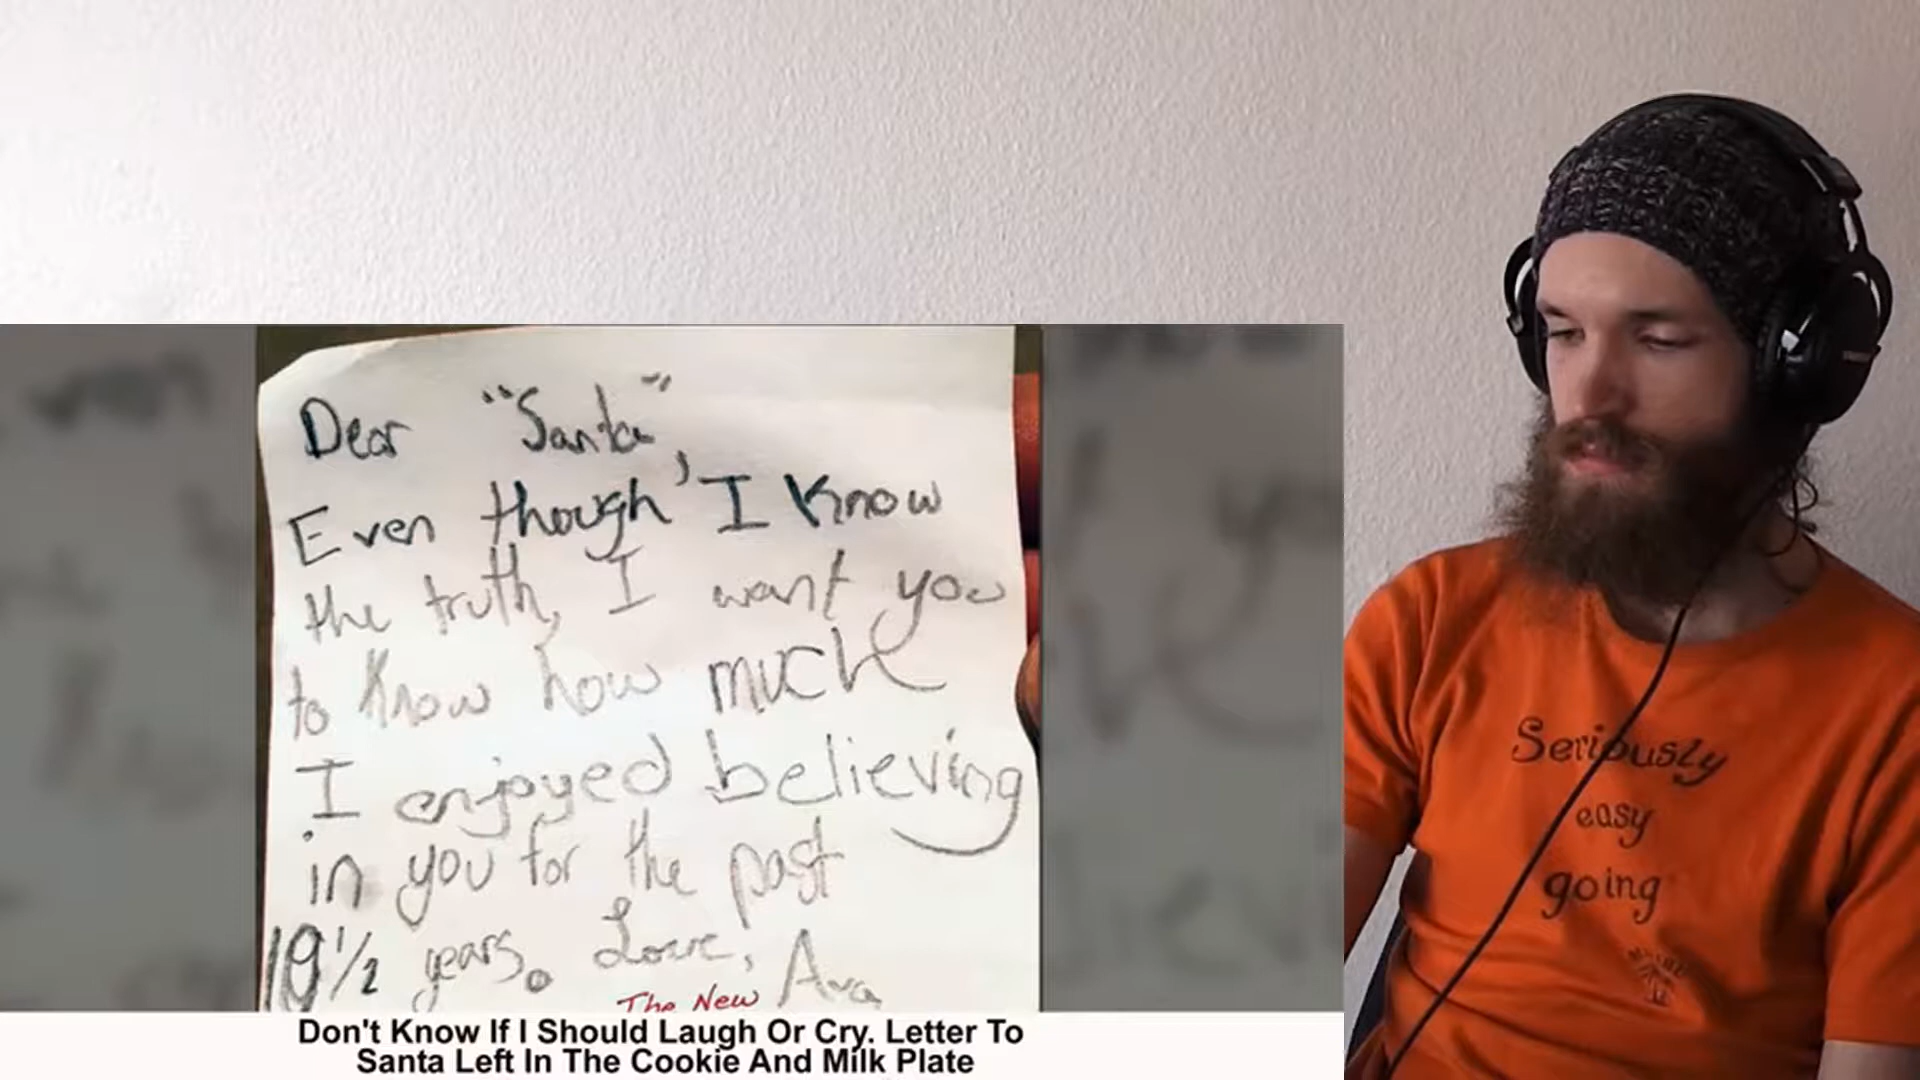 Dear "Santa",
Even though, I know
the truth, I want you
to know how much
I enjoyed believing
in you for the past
10 1/2 years. Love, Ava
The New
Don't Know If I Should Laugh Or Cry. Letter To
Santa Left In The Cookie And Milk Plate
Seriously
easy
going